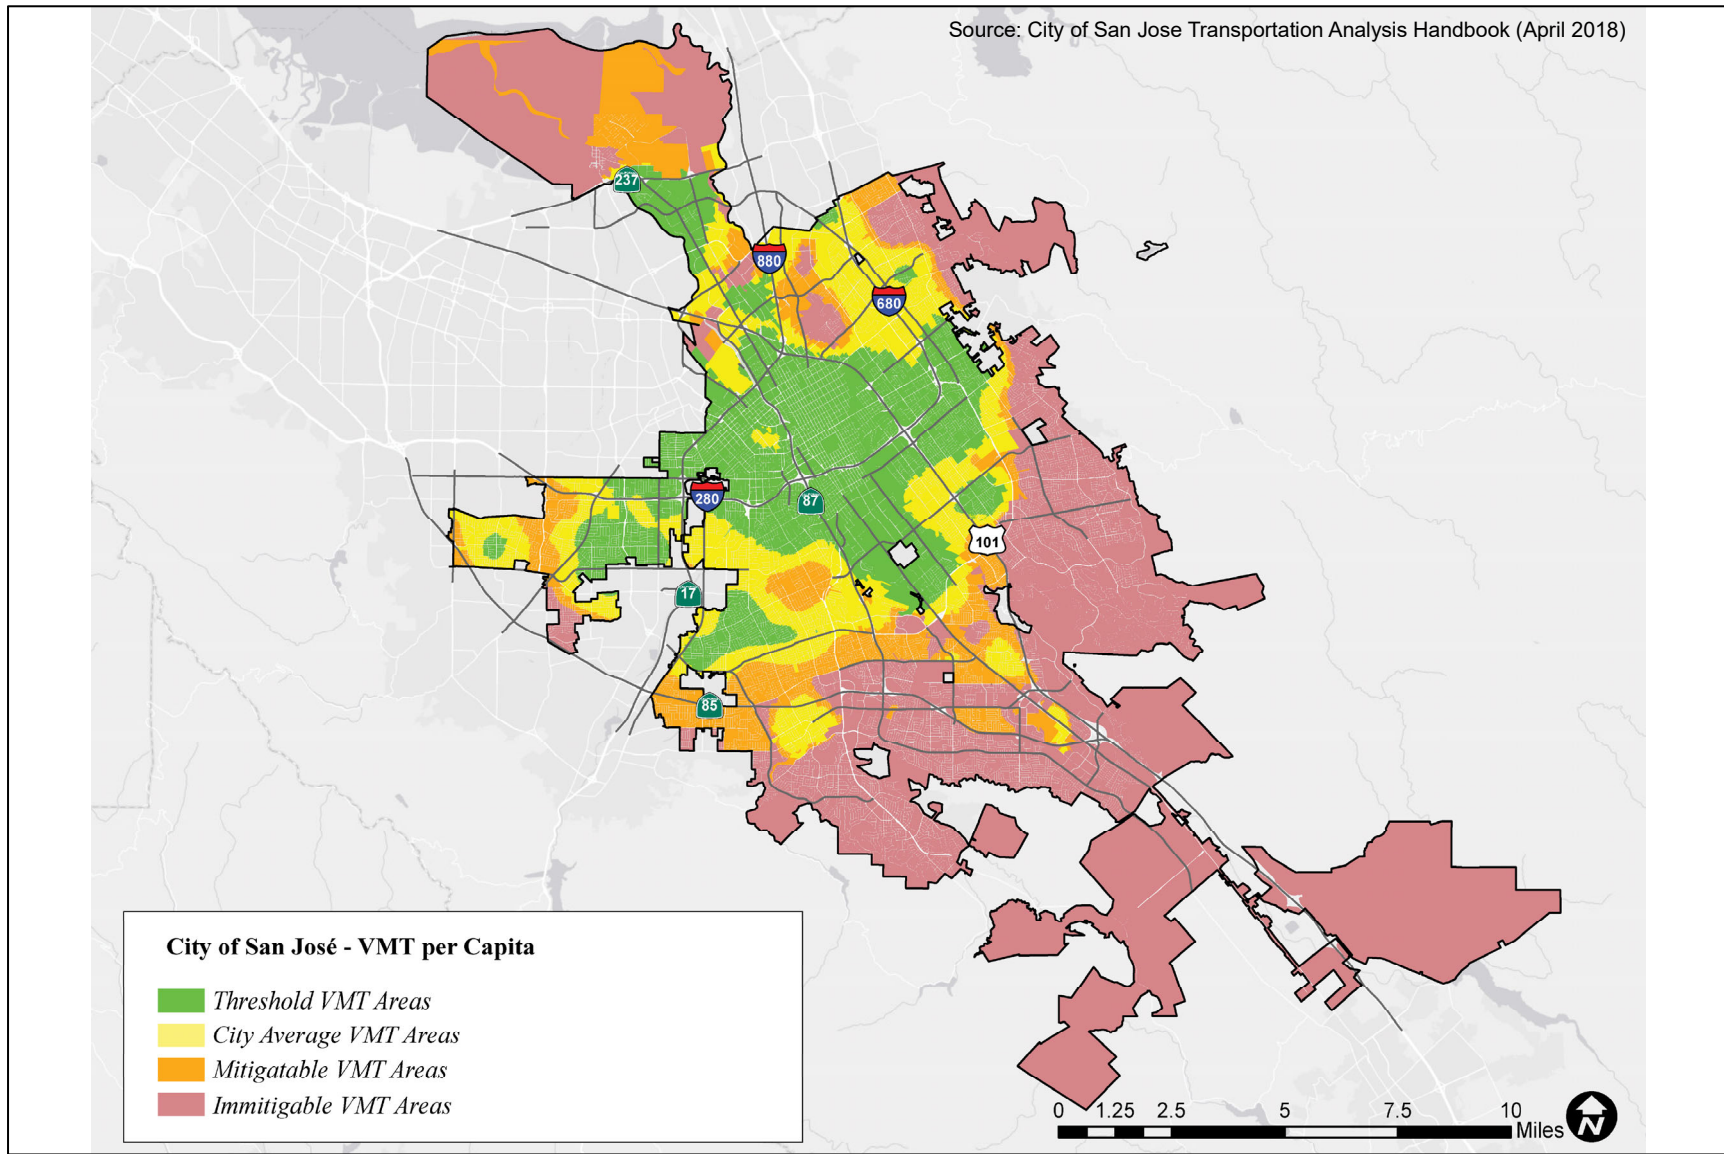 Source: City of San Jose Transportation Analysis Handbook (April 2018)
237
880
680
280
87
101
17
85
City of San José - VMT per Capita
Threshold VMT Areas
City Average VMT Areas
Mitigatable VMT Areas
Immitigable VMT Areas
0 1.25 2.5 5 7.5 10
Miles
N